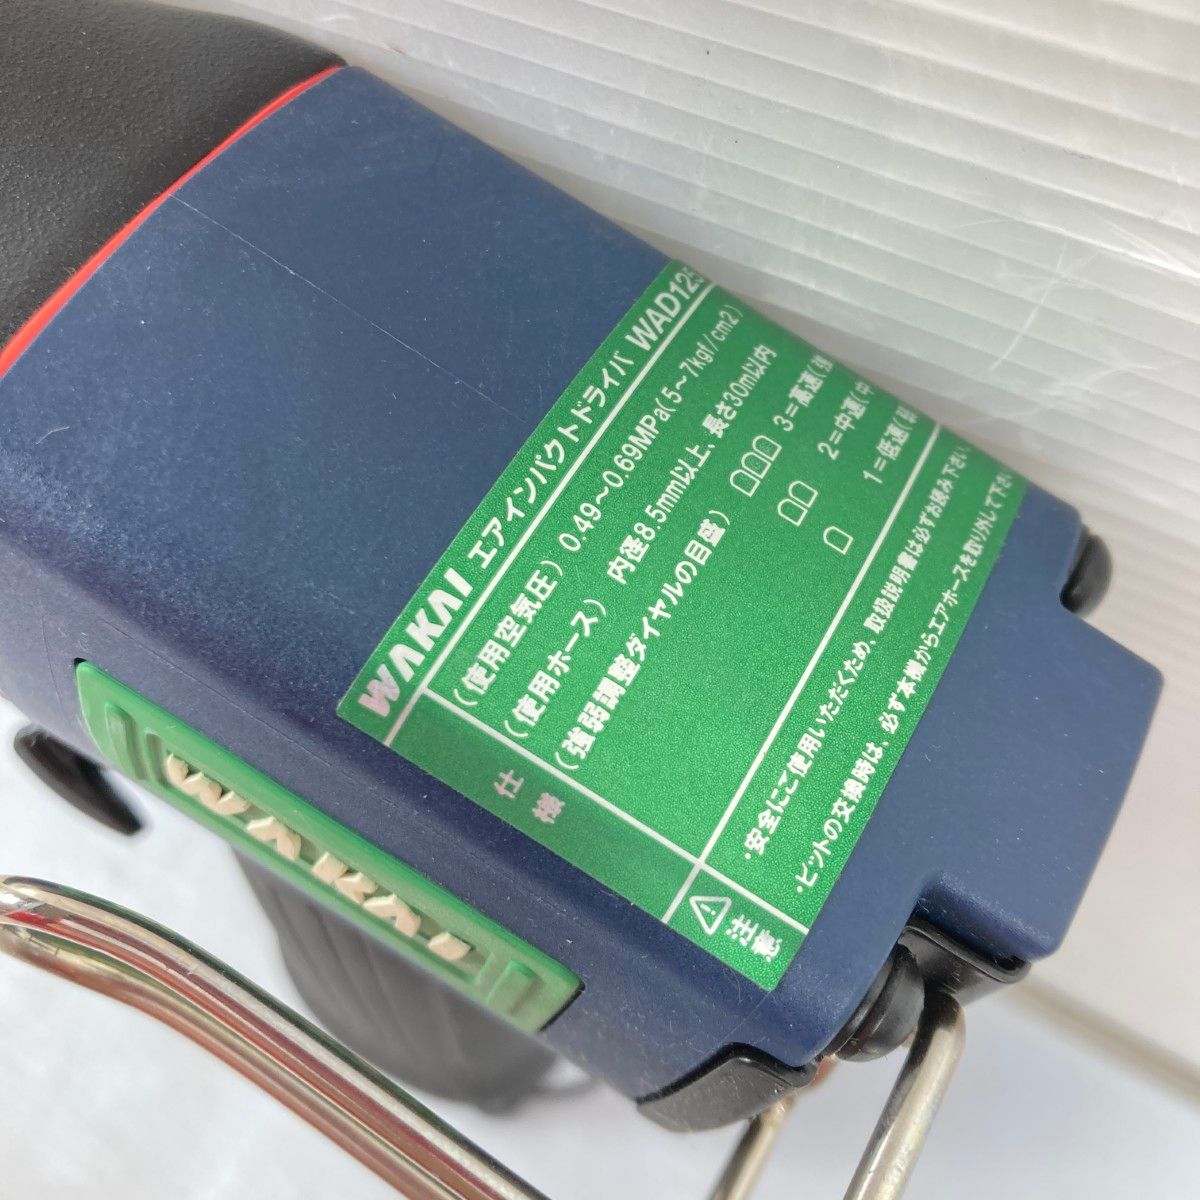 WAKAI エアインパクトドライバ WAD125
仕様
(使用空気圧) 0.49～0.69MPa(5～7kgf/cm2)
(使用ホース) 内径8.5mm以上、長さ30m以内
(強弱調整ダイヤルの目盛)
3=高速(強
2=中速(中
1=低速(
注意
・安全にご使用いただくため、取扱説明書は必ずお読み下さい
・ビットの交換時は、必ず本機からエアホースを取り外して下さ
WAKAI